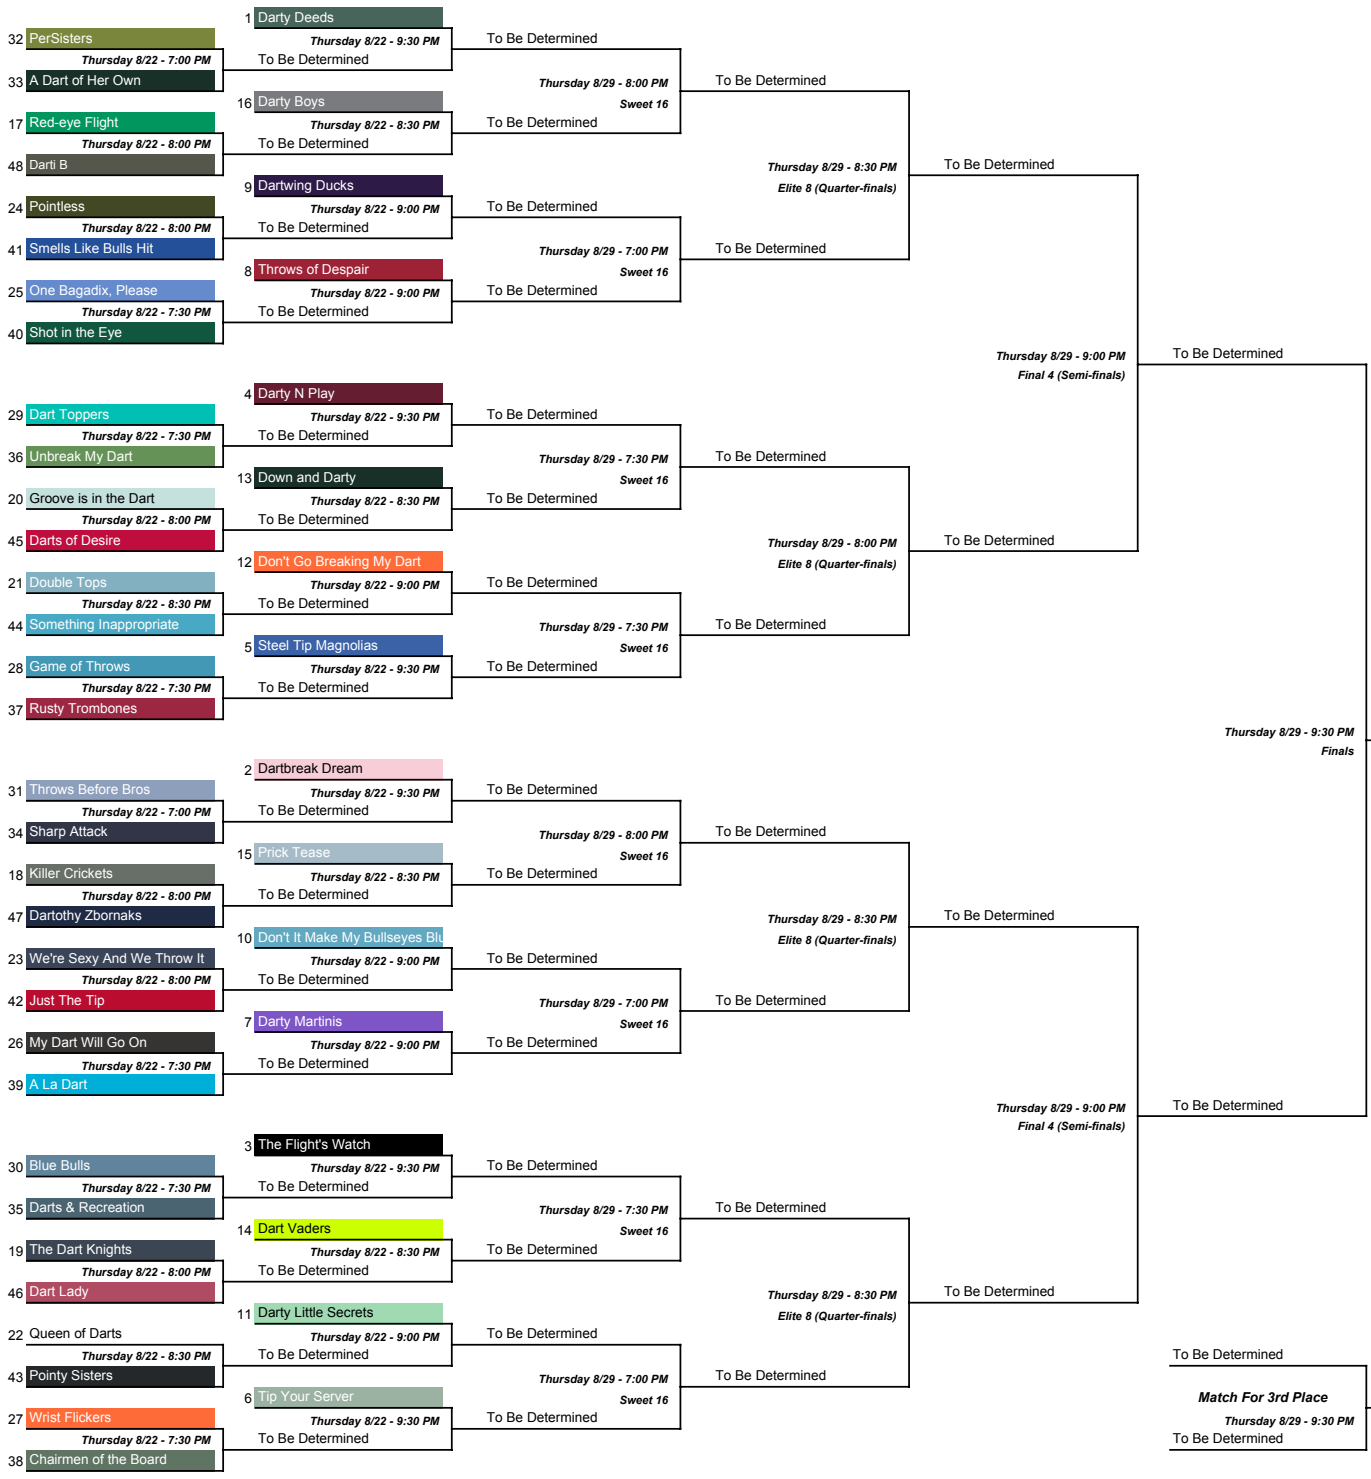 1 Darty Deeds
32 PerSisters
Thursday 8/22 - 9:30 PM
To Be Determined
Thursday 8/22 - 7:00 PM
To Be Determined
33 A Dart of Her Own
Thursday 8/29 - 8:00 PM
To Be Determined
16 Darty Boys
Sweet 16
17 Red-eye Flight
Thursday 8/22 - 8:30 PM
To Be Determined
Thursday 8/22 - 8:00 PM
To Be Determined
48 Darti B
Thursday 8/29 - 8:30 PM
To Be Determined
9 Dartwing Ducks
Elite 8 (Quarter-finals)
24 Pointless
Thursday 8/22 - 9:00 PM
To Be Determined
Thursday 8/22 - 8:00 PM
To Be Determined
41 Smells Like Bulls Hit
Thursday 8/29 - 7:00 PM
To Be Determined
8 Throws of Despair
Sweet 16
25 One Bagadix, Please
Thursday 8/22 - 9:00 PM
To Be Determined
Thursday 8/22 - 7:30 PM
To Be Determined
40 Shot in the Eye
Thursday 8/29 - 9:00 PM
To Be Determined
Final 4 (Semi-finals)
4 Darty N Play
29 Dart Toppers
Thursday 8/22 - 9:30 PM
To Be Determined
Thursday 8/22 - 7:30 PM
To Be Determined
36 Unbreak My Dart
Thursday 8/29 - 7:30 PM
To Be Determined
13 Down and Darty
Sweet 16
20 Groove is in the Dart
Thursday 8/22 - 8:30 PM
To Be Determined
Thursday 8/22 - 8:00 PM
To Be Determined
45 Darts of Desire
Thursday 8/29 - 8:00 PM
To Be Determined
12 Don't Go Breaking My Dart
Elite 8 (Quarter-finals)
21 Double Tops
Thursday 8/22 - 9:00 PM
To Be Determined
Thursday 8/22 - 8:30 PM
To Be Determined
44 Something Inappropriate
Thursday 8/29 - 7:30 PM
To Be Determined
5 Steel Tip Magnolias
Sweet 16
28 Game of Throws
Thursday 8/22 - 9:30 PM
To Be Determined
Thursday 8/22 - 7:30 PM
To Be Determined
37 Rusty Trombones
Thursday 8/29 - 9:30 PM
Finals
2 Dartbreak Dream
31 Throws Before Bros
Thursday 8/22 - 9:30 PM
To Be Determined
Thursday 8/22 - 7:00 PM
To Be Determined
34 Sharp Attack
Thursday 8/29 - 8:00 PM
To Be Determined
15 Prick Tease
Sweet 16
18 Killer Crickets
Thursday 8/22 - 8:30 PM
To Be Determined
Thursday 8/22 - 8:00 PM
To Be Determined
47 Dartothy Zbornaks
Thursday 8/29 - 8:30 PM
To Be Determined
10 Don't It Make My Bullseyes Blu
Elite 8 (Quarter-finals)
23 We're Sexy And We Throw It
Thursday 8/22 - 9:00 PM
To Be Determined
Thursday 8/22 - 8:00 PM
To Be Determined
42 Just The Tip
Thursday 8/29 - 7:00 PM
To Be Determined
7 Darty Martinis
Sweet 16
26 My Dart Will Go On
Thursday 8/22 - 9:00 PM
To Be Determined
Thursday 8/22 - 7:30 PM
To Be Determined
39 A La Dart
Thursday 8/29 - 9:00 PM
To Be Determined
Final 4 (Semi-finals)
3 The Flight's Watch
30 Blue Bulls
Thursday 8/22 - 9:30 PM
To Be Determined
Thursday 8/22 - 7:30 PM
To Be Determined
35 Darts & Recreation
Thursday 8/29 - 7:30 PM
To Be Determined
14 Dart Vaders
Sweet 16
19 The Dart Knights
Thursday 8/22 - 8:30 PM
To Be Determined
Thursday 8/22 - 8:00 PM
To Be Determined
46 Dart Lady
Thursday 8/29 - 8:30 PM
To Be Determined
11 Darty Little Secrets
Elite 8 (Quarter-finals)
22 Queen of Darts
Thursday 8/22 - 9:00 PM
To Be Determined
Thursday 8/22 - 8:30 PM
To Be Determined
To Be Determined
43 Pointy Sisters
Thursday 8/29 - 7:00 PM
To Be Determined
6 Tip Your Server
Sweet 16
Match For 3rd Place
27 Wrist Flickers
Thursday 8/22 - 9:30 PM
To Be Determined
Thursday 8/29 - 9:30 PM
Thursday 8/22 - 7:30 PM
To Be Determined
To Be Determined
38 Chairmen of the Board